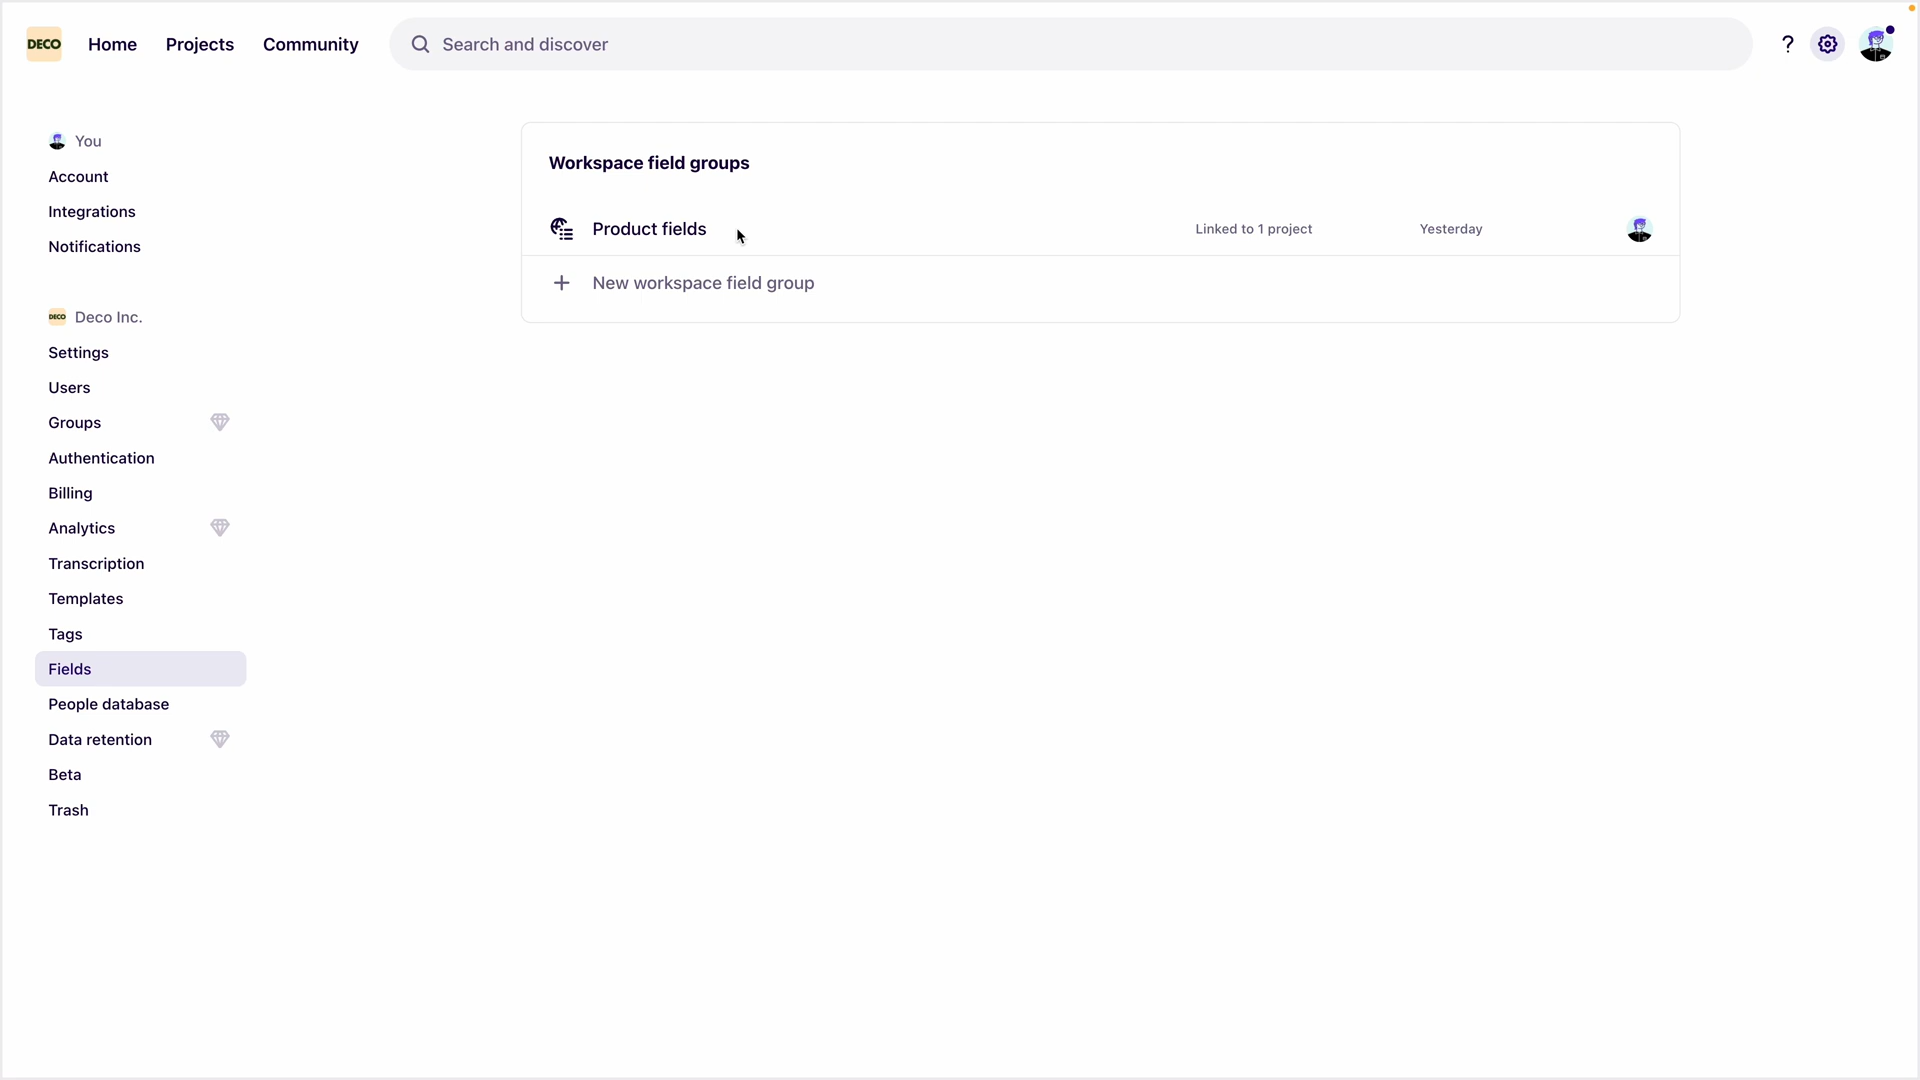 DECO
Home
Projects
Community
Search and discover
?
You
Account
Integrations
Notifications
DECO Deco Inc.
Settings
Users
Groups
Authentication
Billing
Analytics
Transcription
Templates
Tags
Fields
People database
Data retention
Beta
Trash
Workspace field groups
Product fields
Linked to 1 project
Yesterday
New workspace field group